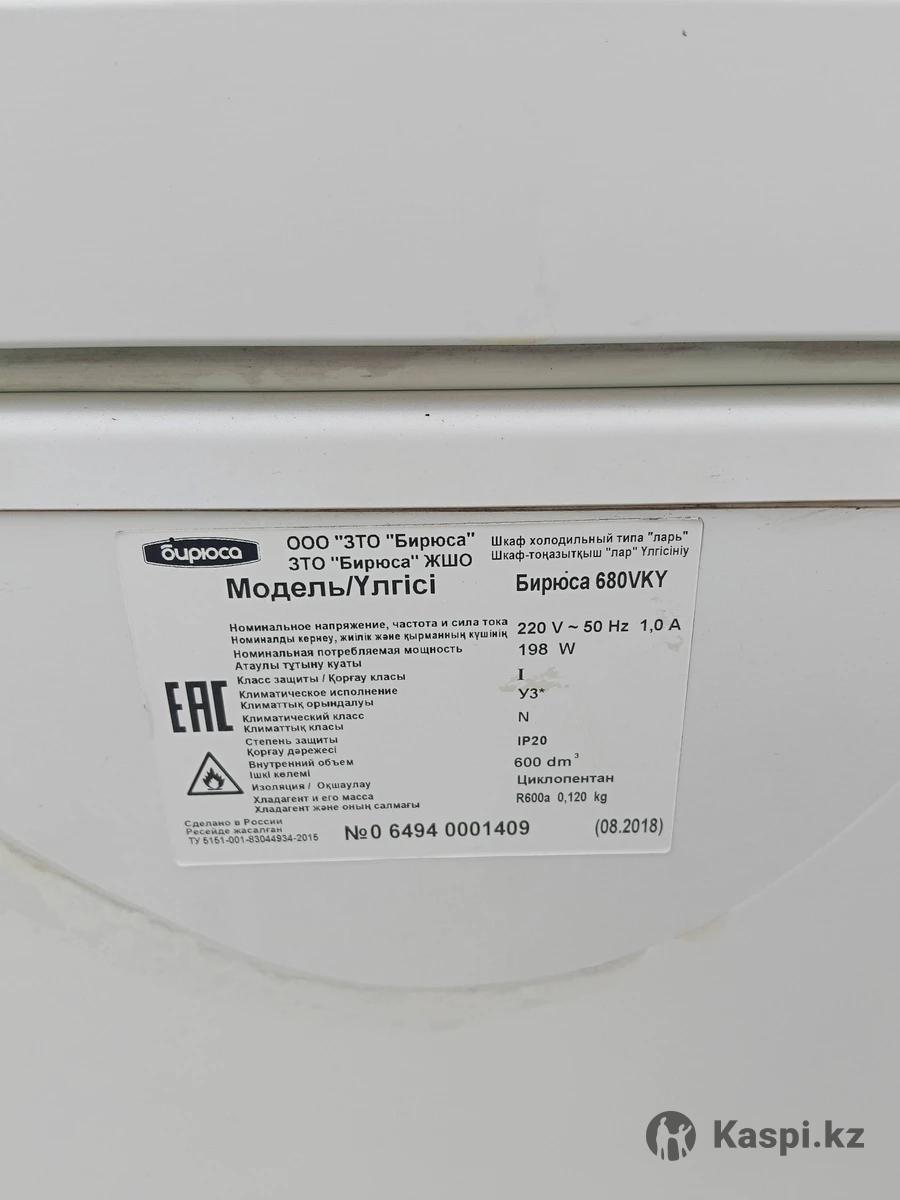 бирюса
ООО "ЗТО "Бирюса"
ЗТО "Бирюса" ЖШО
Шкаф холодильный типа "ларь"
Шкаф-тоңазытқыш "лар" Үлгісініу
Модель/Үлгісі
Бирюса 680VKY
Номинальное напряжение, частота и сила тока
Номиналды кернеу, жиілік және қырманның күшінің
220 V ~ 50 Hz 1,0 A
Номинальная потребляемая мощность
Атаулы тұтыну куаты
198 W
Класс защиты / Қорғау класы
I
Климатическое исполнение
Климаттық орындалуы
У3*
Климатический класс
Климаттық класы
N
Степень защиты
Қорғау дәрежесі
IP20
Внутренний объем
Ішкі көлемі
600 dm³
Изоляция / Оқшаулау
Циклопентан
Хладагент и его масса
Хладагент және оның салмағы
R600a 0,120 kg
EAC
Сделано в России
Ресейде жасалған
ТУ 5151-001-83044934-2015
№0 6494 0001409
(08.2018)
Kaspi.kz